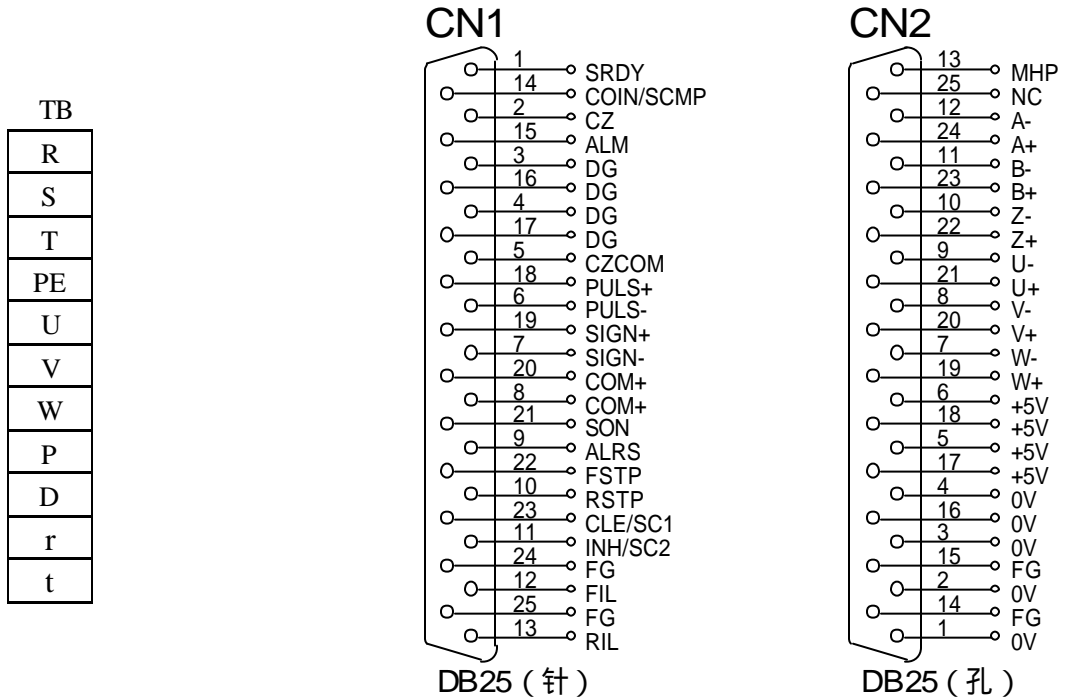 TB
R
S
T
PE
U
V
W
P
D
r
t
CN1
1 SRDY
14 COIN/SCMP
2 CZ
15 ALM
3 DG
16 DG
4 DG
17 DG
5 CZCOM
18 PULS+
6 PULS-
19 SIGN+
7 SIGN-
20 COM+
8 COM+
21 SON
9 ALRS
22 FSTP
10 RSTP
23 CLE/SC1
11 INH/SC2
24 FG
12 FIL
25 FG
13 RIL
DB25（针）
CN2
13 MHP
25 NC
12 A-
24 A+
11 B-
23 B+
10 Z-
22 Z+
9 U-
21 U+
8 V-
20 V+
7 W-
19 W+
6 +5V
18 +5V
5 +5V
17 +5V
4 0V
16 0V
3 0V
15 FG
2 0V
14 FG
1 0V
DB25（孔）